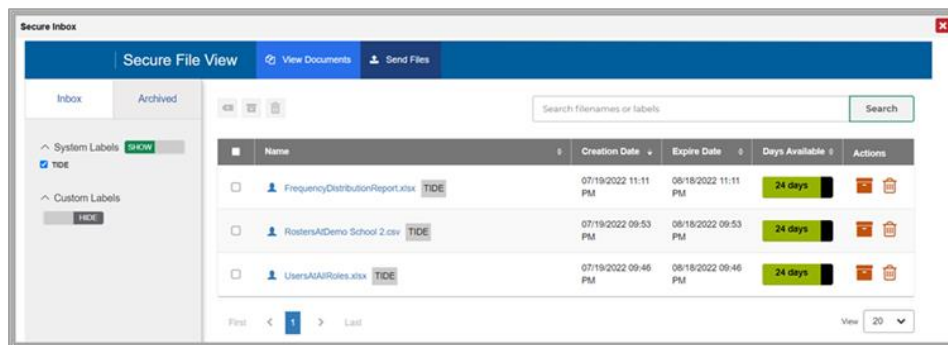 Secure Inbox
Secure File View View Documents Send Files
Inbox Archived
Search filenames or labels Search
System Labels SHOW
TIDE
Custom Labels
HIDE
Name Creation Date Expire Date Days Available Actions
FrequencyDistributionReport.xlsx TIDE 07/19/2022 11:11 PM 08/18/2022 11:11 PM 24 days
RostersAtDemo School 2.csv TIDE 07/19/2022 09:53 PM 08/18/2022 09:53 PM 24 days
UsersAtAllRoles.xlsx TIDE 07/19/2022 09:46 PM 08/18/2022 09:46 PM 24 days
First 1 Last View 20